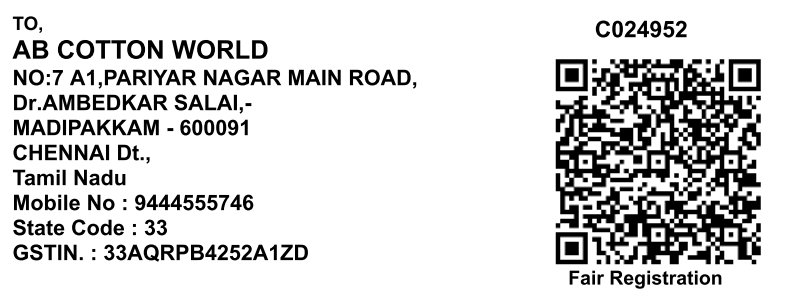 TO,
AB COTTON WORLD
NO:7 A1,PARIYAR NAGAR MAIN ROAD,
Dr.AMBEDKAR SALAI,-
MADIPAKKAM - 600091
CHENNAI Dt.,
Tamil Nadu
Mobile No : 9444555746
State Code : 33
GSTIN. : 33AQRPB4252A1ZD
C024952
Fair Registration